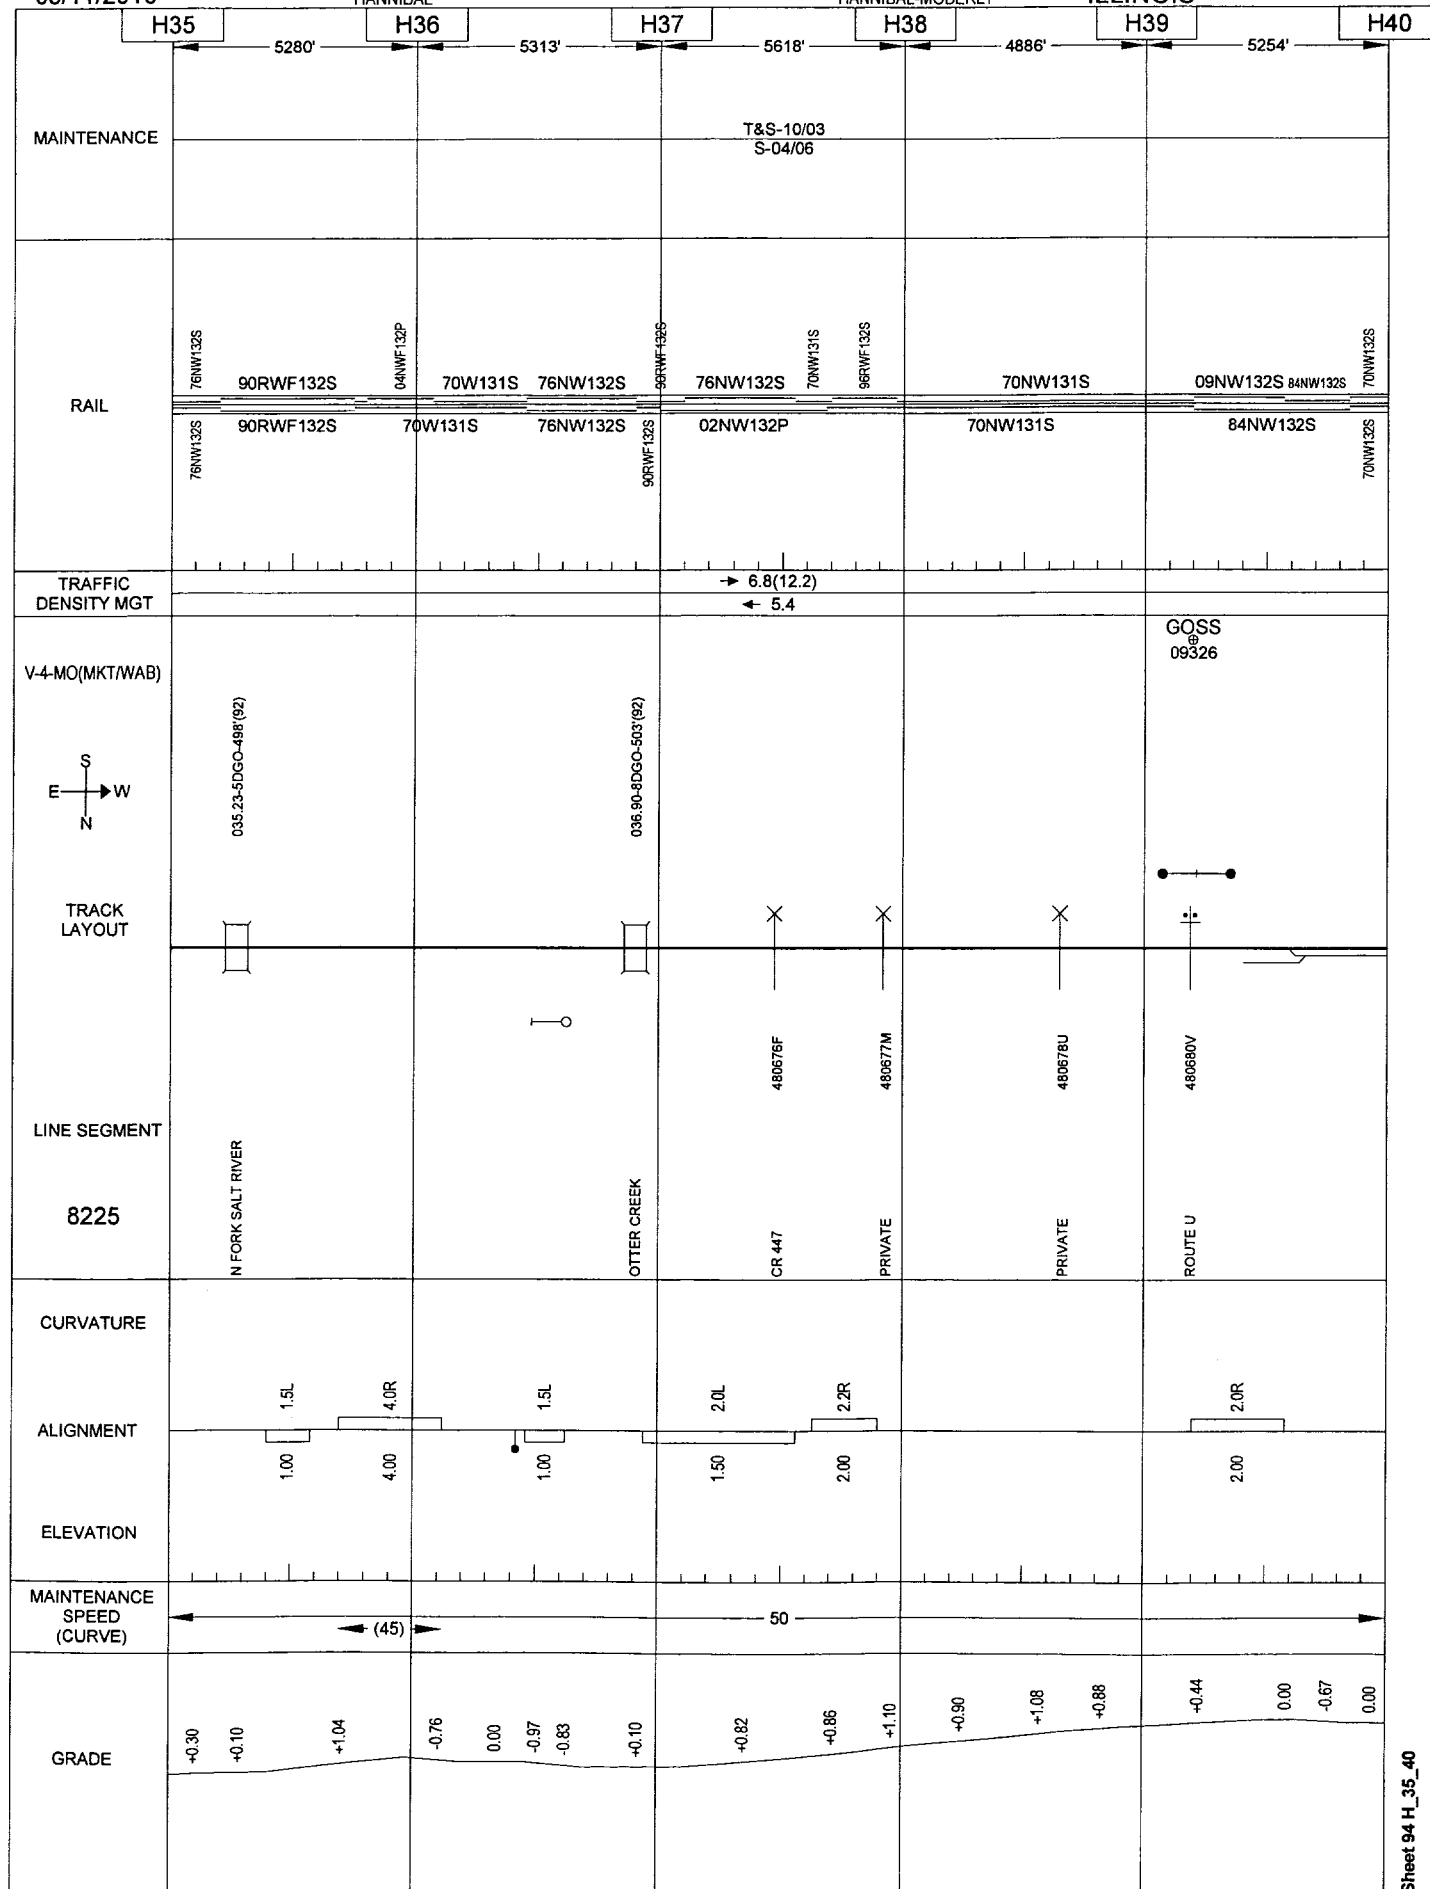 HANNIBAL
ILLINOIS
H35 H36 H37 H38 H39 H40
5280' 5313' 5618' 4886' 5254'
MAINTENANCE
T&S-10/03
S-04/06
76NW132S 04NWF132P 90RWF132S 70NW131S 96RWF132S 70NW132S
90RWF132S 70W131S 76NW132S 76NW132S 70NW131S 09NW132S 84NW132S
RAIL
90RWF132S 70W131S 76NW132S 02NW132P 70NW131S 84NW132S
76NW132S 90RWF132S 70NW132S
TRAFFIC
DENSITY MGT
6.8(12.2)
5.4
GOSS
09326
V-4-MO(MKT/WAB)
035.23-5DGO-498'(92) 036.90-8DGO-503'(92)
S
E W
N
TRACK
LAYOUT
480676F 480677M 480678U 480680V
LINE SEGMENT
8225
N FORK SALT RIVER OTTER CREEK CR 447 PRIVATE PRIVATE ROUTE U
CURVATURE
1.5L 4.0R 1.5L 2.0L 2.2R 2.0R
ALIGNMENT
1.00 4.00 1.00 1.50 2.00 2.00
ELEVATION
MAINTENANCE
SPEED
(CURVE)
(45) 50
GRADE
+0.30 +0.10 +1.04 -0.76 0.00 -0.97 -0.83 +0.10 +0.82 +0.86 +1.10 +0.90 +1.08 +0.88 +0.44 0.00 -0.67 0.00
Sheet 94 H_35_40